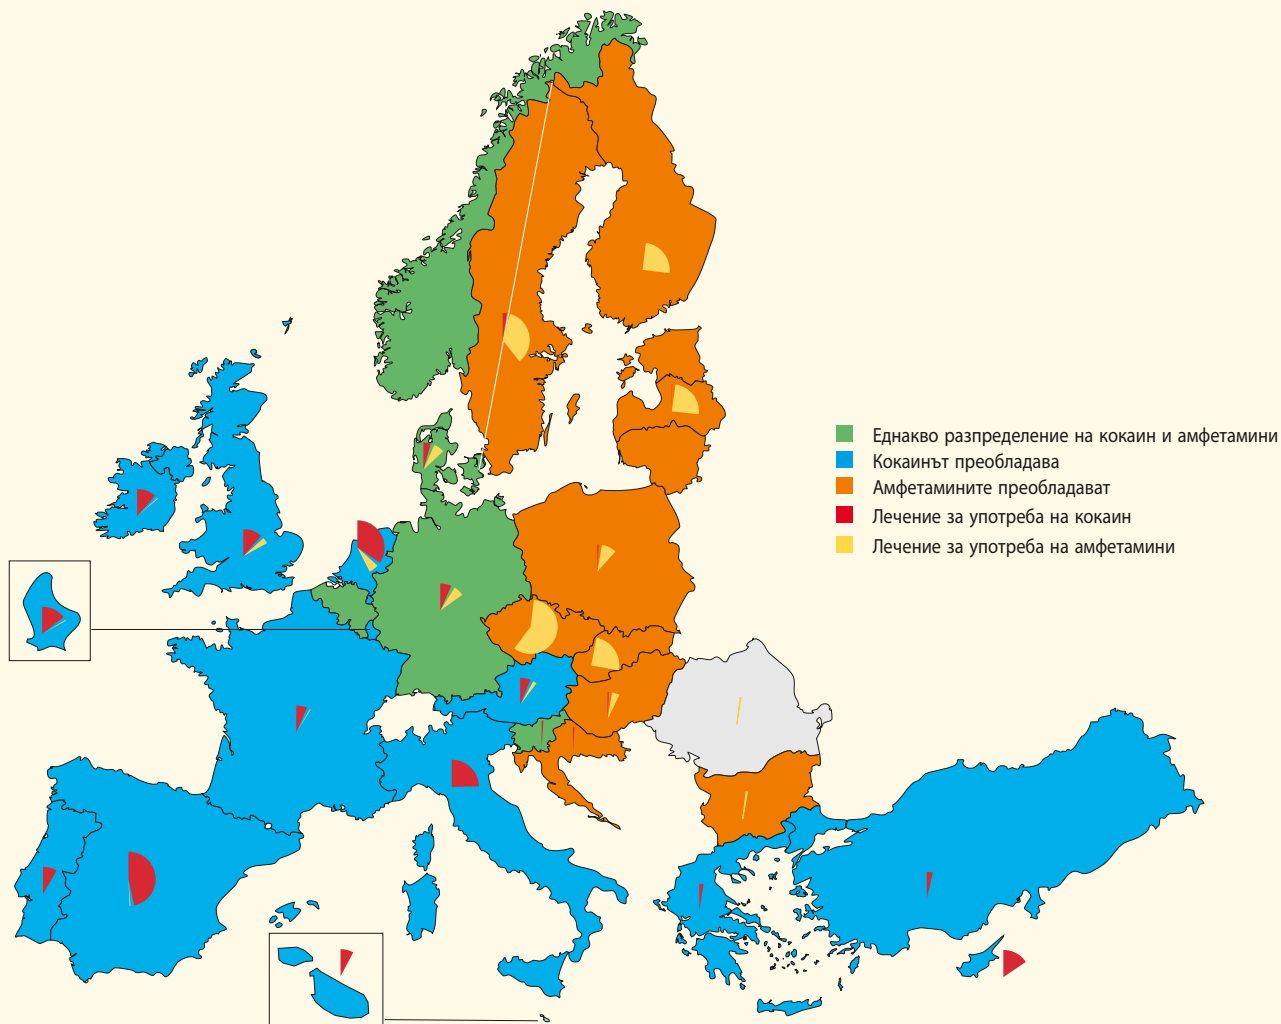 Еднакво разпределение на кокаин и амфетамини
Кокаинът преобладава
Амфетамините преобладават
Лечение за употреба на кокаин
Лечение за употреба на амфетамини